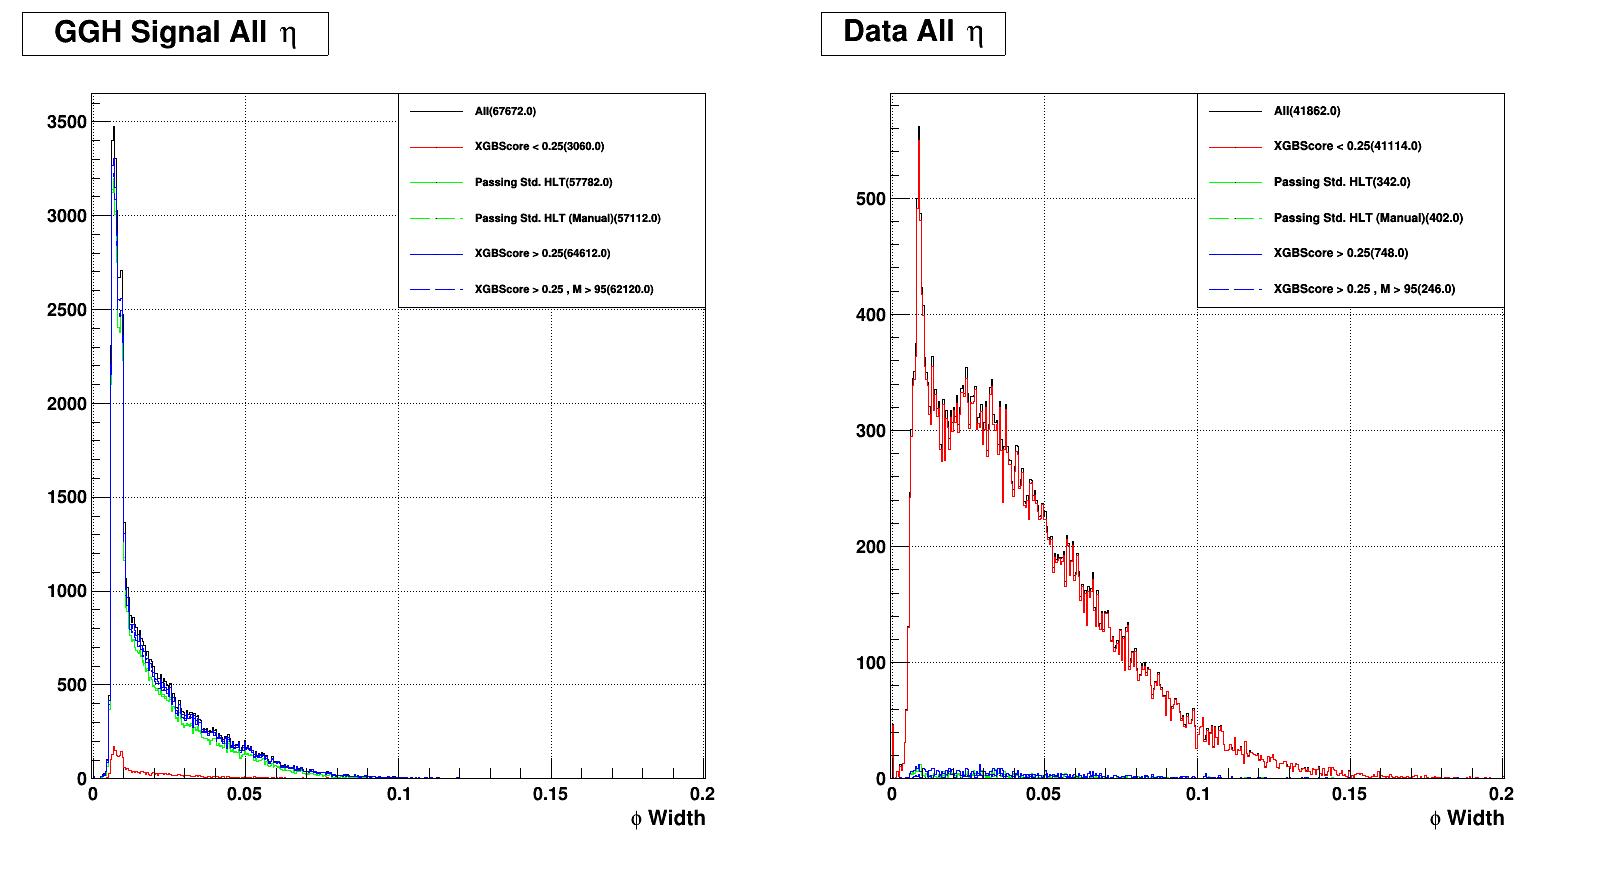 GGH Signal All η
3500
3000
2500
2000
1500
1000
500
0
0
0.05
0.1
0.15
0.2
ϕ Width
All(67672.0)
XGBScore < 0.25(3060.0)
Passing Std. HLT(57782.0)
Passing Std. HLT (Manual)(57112.0)
XGBScore > 0.25(64612.0)
XGBScore > 0.25 , M > 95(62120.0)
Data All η
500
400
300
200
100
0
0
0.05
0.1
0.15
0.2
ϕ Width
All(41862.0)
XGBScore < 0.25(41114.0)
Passing Std. HLT(342.0)
Passing Std. HLT (Manual)(402.0)
XGBScore > 0.25(748.0)
XGBScore > 0.25 , M > 95(246.0)